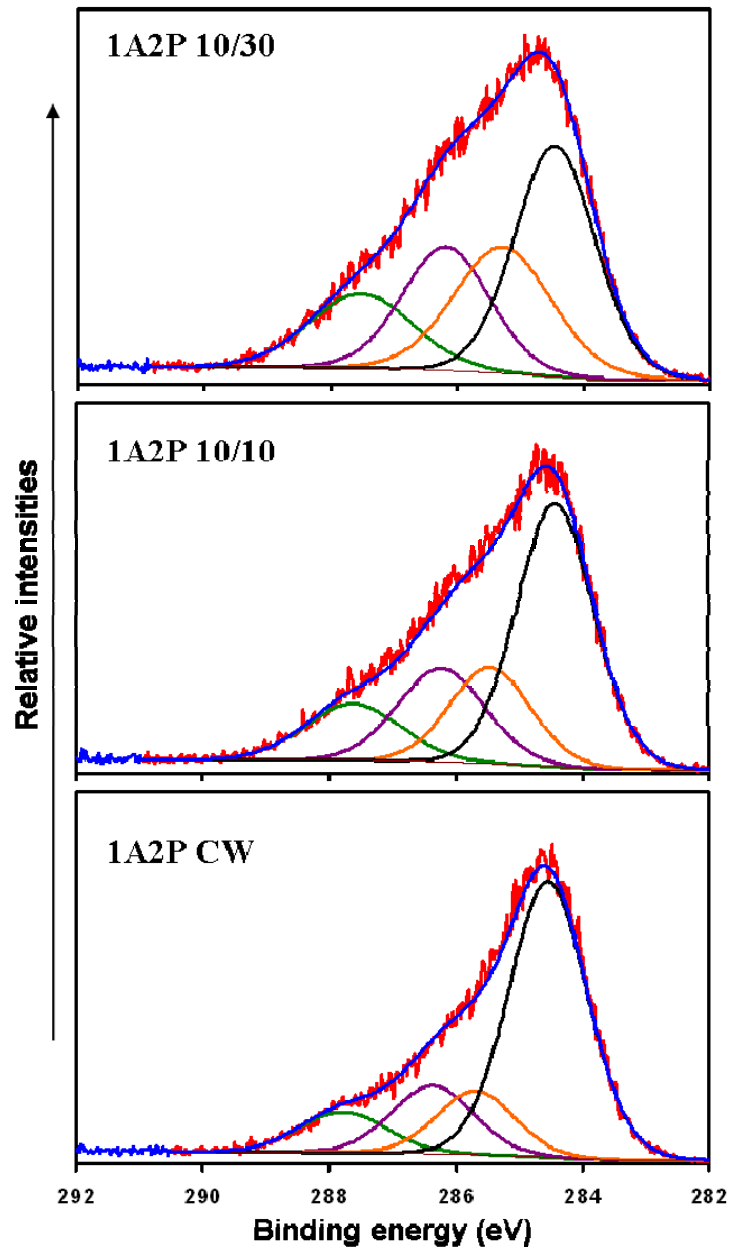 1A2P 10/30
1A2P 10/10
1A2P CW
Relative intensities
292 290 288 286 284 282
Binding energy (eV)